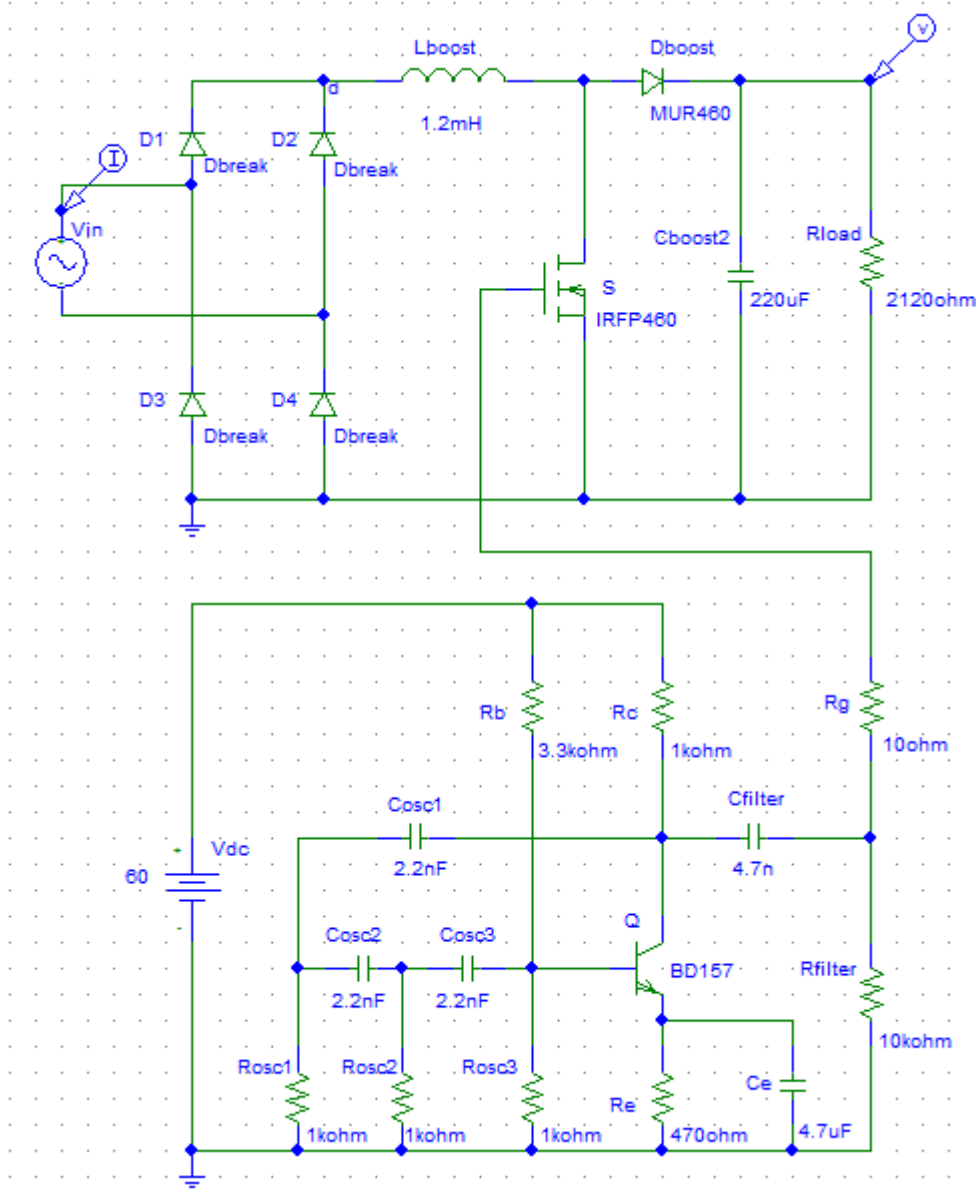 V
Lboost
Dboost
d
1.2mH
MUR460
D1
D2
I
Dbreak
Dbreak
Vin
Cboost2
Rload
S
220uF
2120ohm
IRFP460
D3
D4
Dbreak
Dbreak
Rb
Rc
Rg
3.3kohm
1kohm
10ohm
Cosc1
Cfilter
2.2nF
4.7n
+
Vdc
60
-
Cosc2
Cosc3
Q
BD157
Rfilter
2.2nF
2.2nF
10kohm
Rosc1
Rosc2
Rosc3
Re
Ce
1kohm
1kohm
1kohm
470ohm
4.7uF